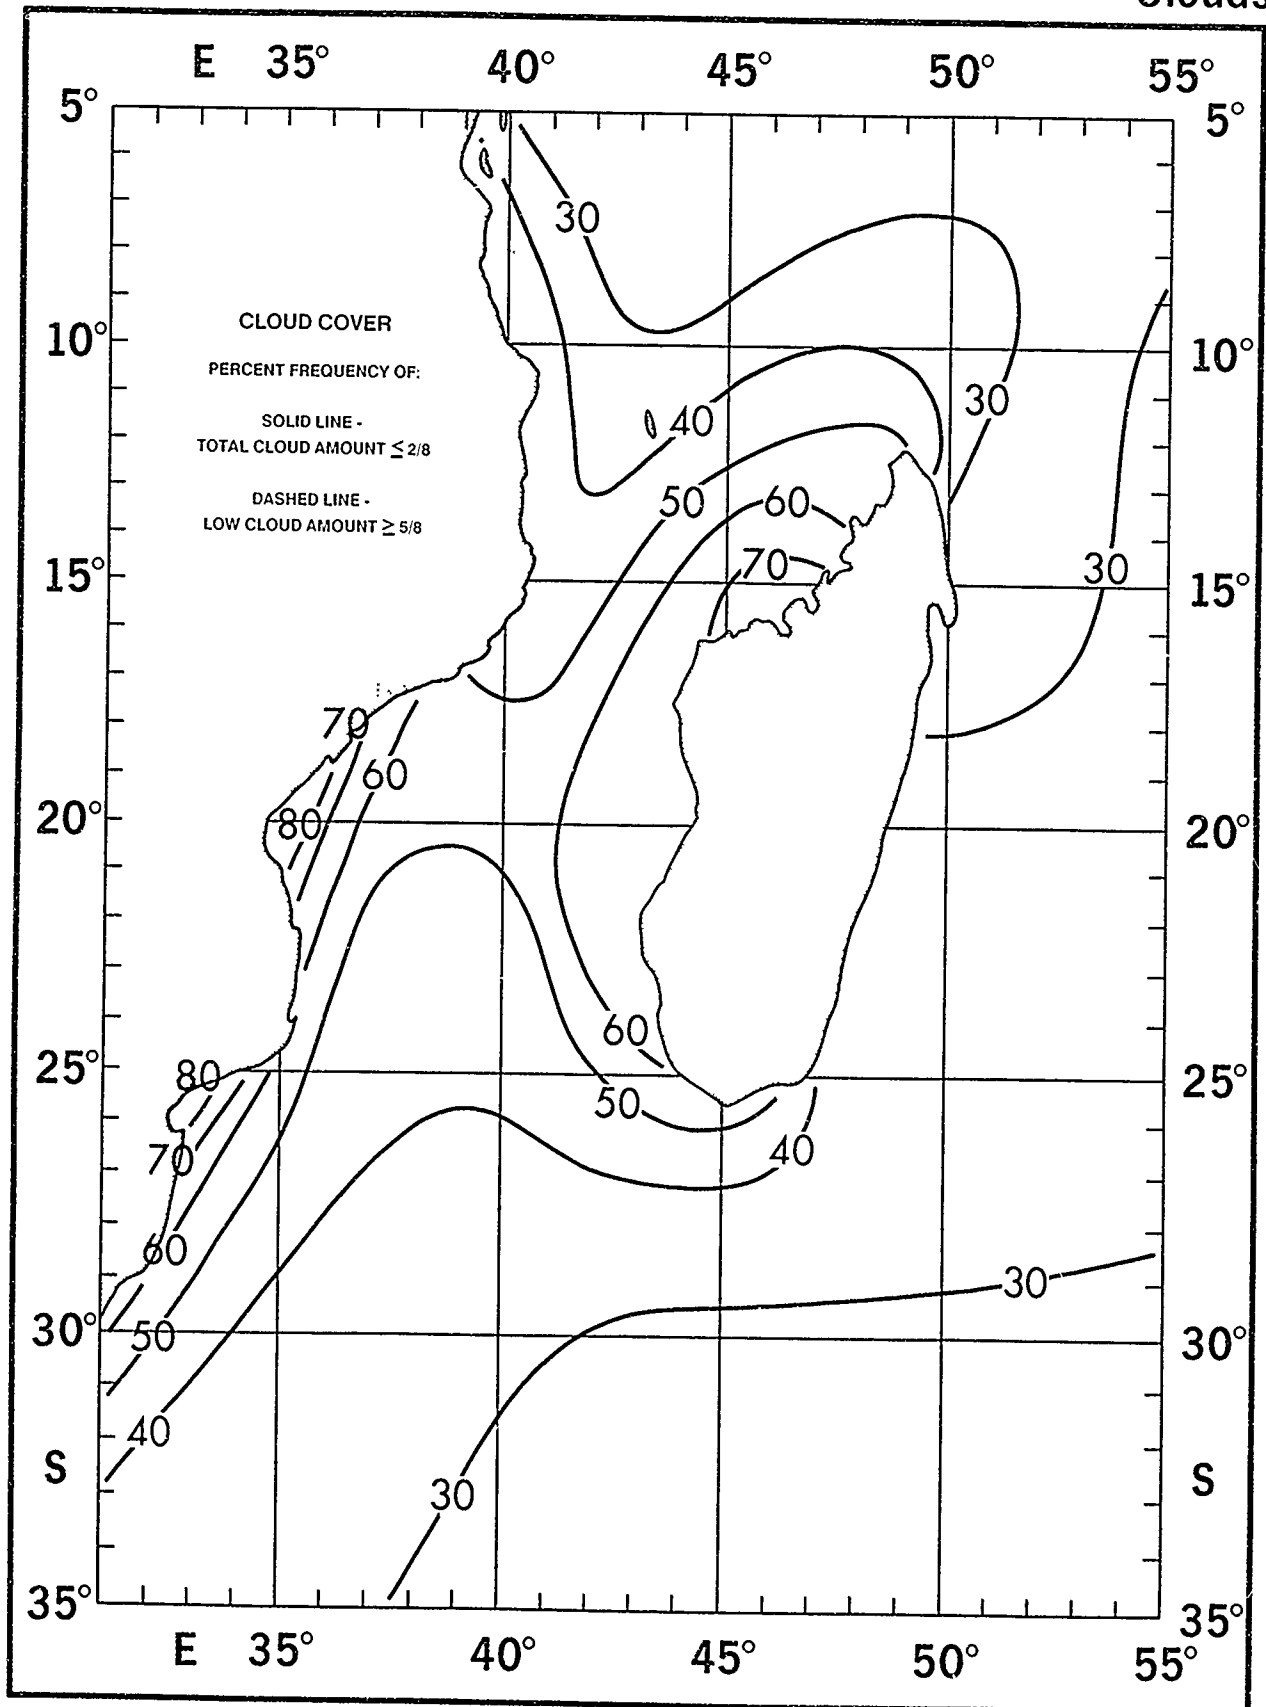 Clouds
E 35° 40° 45° 50° 55°
5° 5°
30
CLOUD COVER
10° 10°
PERCENT FREQUENCY OF:
30
SOLID LINE - 40
TOTAL CLOUD AMOUNT ≤ 2/8
DASHED LINE - 50 60
LOW CLOUD AMOUNT ≥ 5/8
70 30
15° 15°
70
60
20° 80 20°
60
25° 80 25°
50
70 40
60
30
30° 50 30°
40
S S
30
35° 35°
E 35° 40° 45° 50° 55°